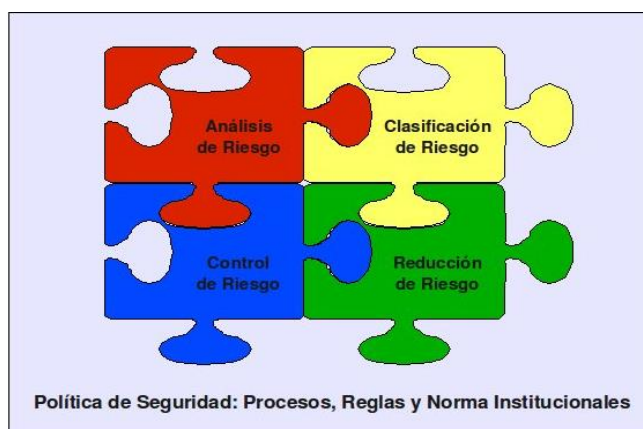 Análisis
de Riesgo
Clasificación
de Riesgo
Control
de Riesgo
Reducción
de Riesgo
Política de Seguridad: Procesos, Reglas y Norma Institucionales